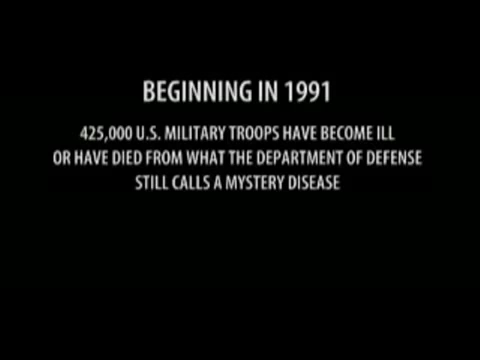 BEGINNING IN 1991
425,000 U.S. MILITARY TROOPS HAVE BECOME ILL
OR HAVE DIED FROM WHAT THE DEPARTMENT OF DEFENSE
STILL CALLS A MYSTERY DISEASE